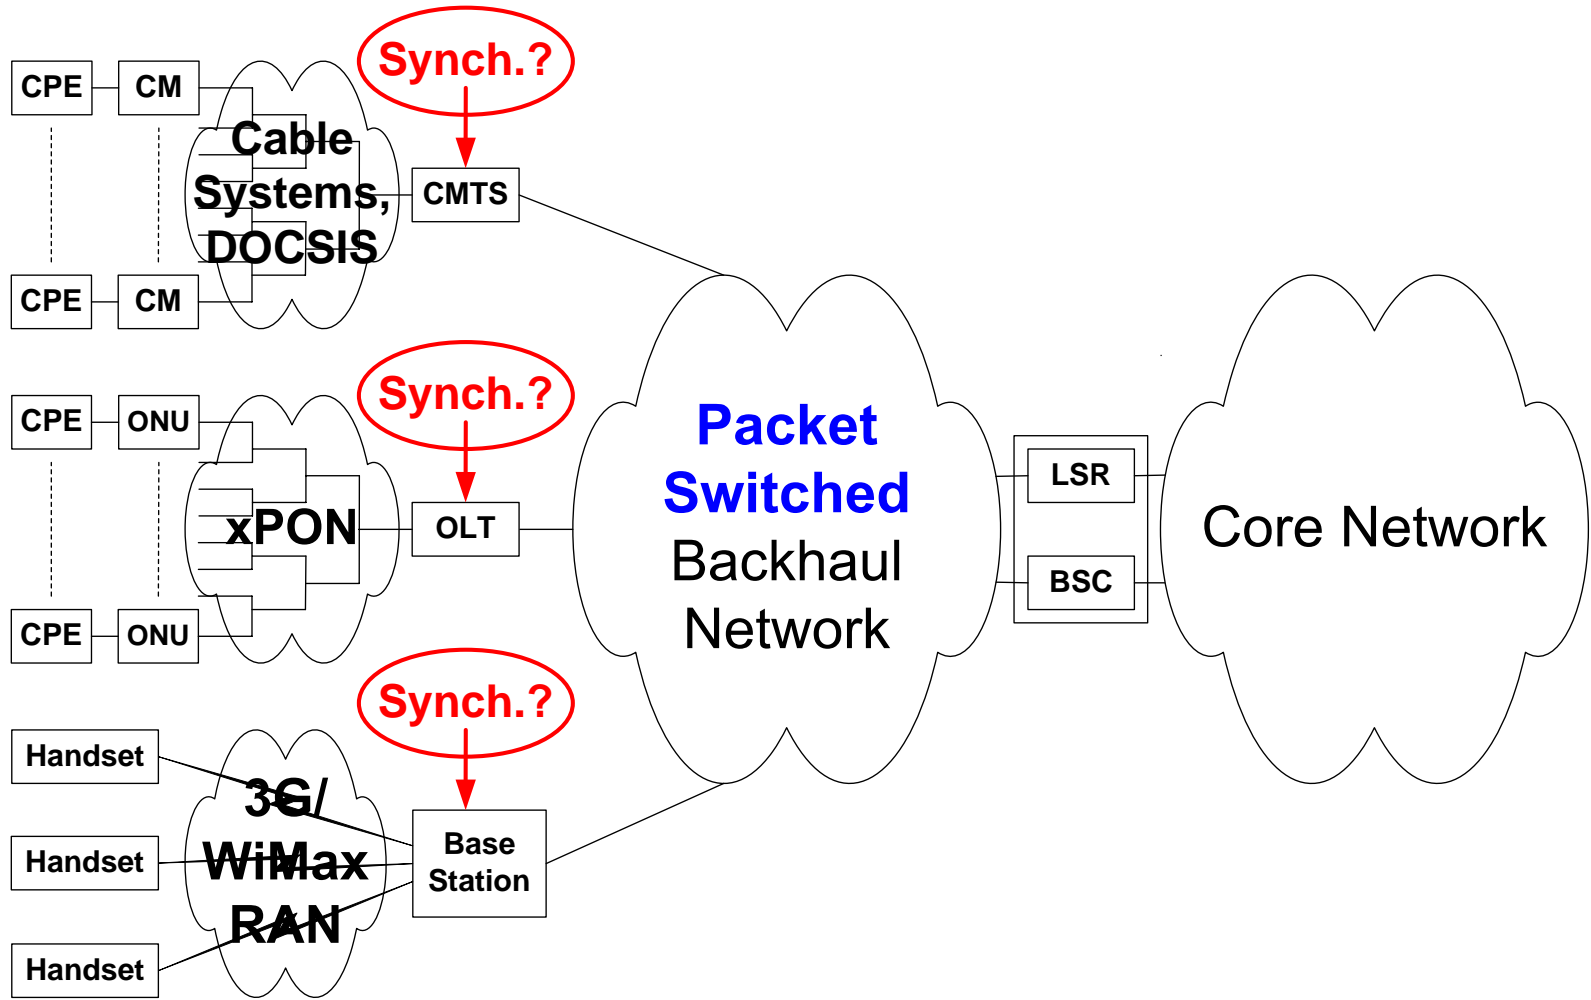 Synch.?
CPE
CM
Cable
Systems,
DOCSIS
CMTS
CPE
CM
Synch.?
CPE
ONU
xPON
OLT
CPE
ONU
Packet
Switched
Backhaul
Network
LSR
BSC
Core Network
Synch.?
Handset
Handset
Handset
3G/
WiMax
RAN
Base
Station